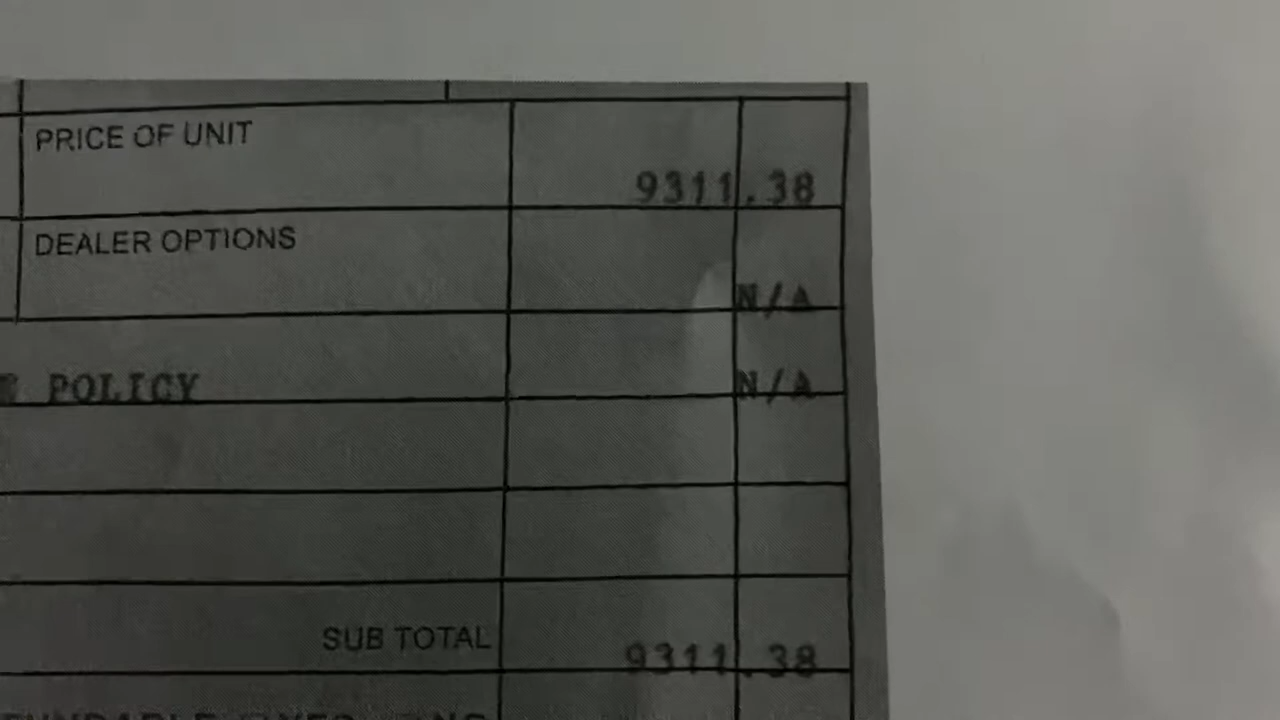 PRICE OF UNIT
9311.38
DEALER OPTIONS
N/A
POLICY N/A
SUB TOTAL 9311.38